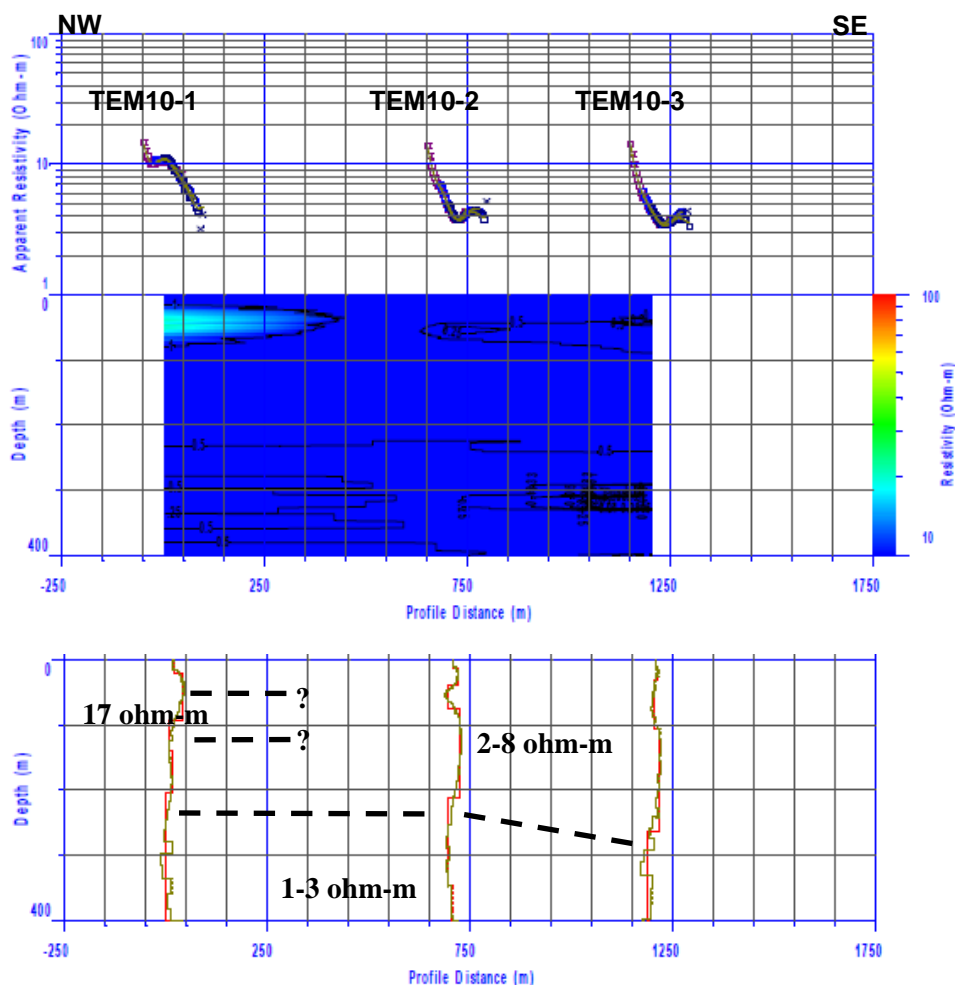 NW SE
100
TEM10-1 TEM10-2 TEM10-3
10
Apparent Resistivity (Ohm-m)
1
0
100
Depth (m)
Resistivity (Ohm-m)
400
10
-250 250 750 1250 1750
Profile Distance (m)
0
?
17 ohm-m
?
2-8 ohm-m
Depth (m)
1-3 ohm-m
400
-250 250 750 1250 1750
Profile Distance (m)